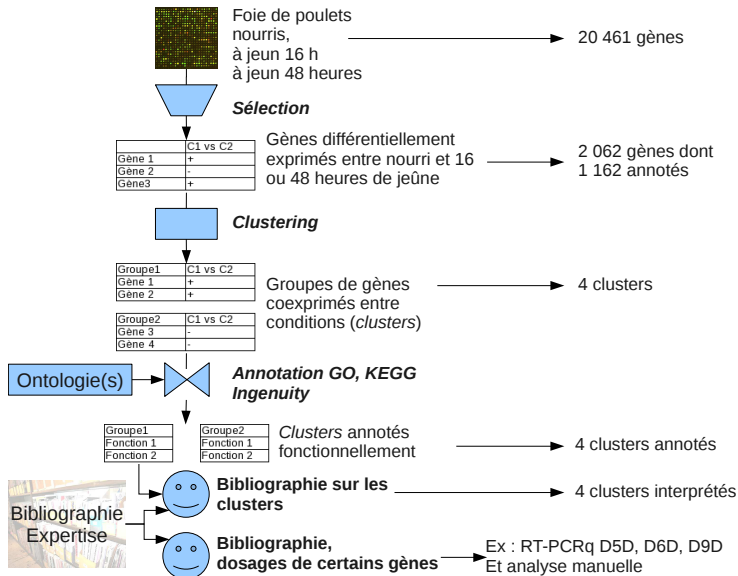 Foie de poulets
nourris,
à jeun 16 h
à jeun 48 heures
20 461 gènes
Sélection
C1 vs C2
Gène 1 +
Gène 2 -
Gène3 +
Gènes différentiellement
exprimés entre nourri et 16
ou 48 heures de jeûne
2 062 gènes dont
1 162 annotés
Clustering
Groupe1 C1 vs C2
Gène 1 +
Gène 2 +
Groupe2 C1 vs C2
Gène 3 -
Gène 4 -
Groupes de gènes
coexprimés entre
conditions (clusters)
4 clusters
Ontologie(s)
Annotation GO, KEGG
Ingenuity
Groupe1
Fonction 1
Fonction 2
Groupe2
Fonction 1
Fonction 2
Clusters annotés
fonctionnellement
4 clusters annotés
Bibliographie
Expertise
Bibliographie sur les
clusters
4 clusters interprétés
Bibliographie,
dosages de certains gènes
Ex : RT-PCRq D5D, D6D, D9D
Et analyse manuelle